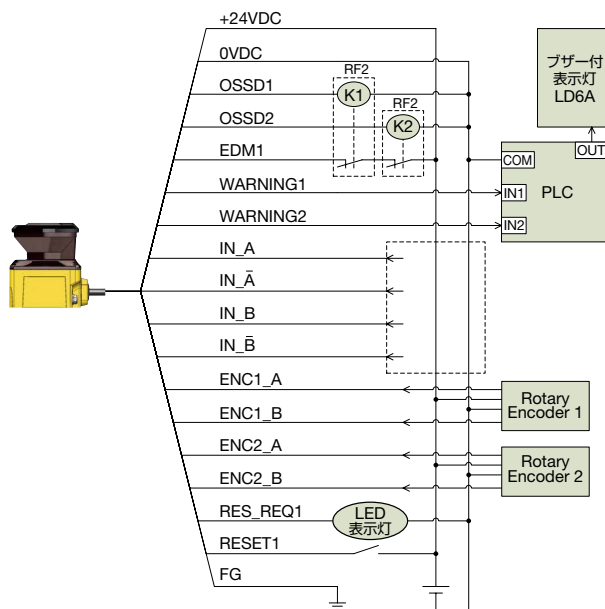 +24VDC
0VDC
RF2
OSSD1
K1
RF2
OSSD2
K2
EDM1
WARNING1
WARNING2
ブザー付
表示灯
LD6A
OUT
COM
IN1
PLC
IN2
IN_A
IN_A̅
IN_B
IN_B̅
ENC1_A
ENC1_B
Rotary
Encoder 1
ENC2_A
ENC2_B
Rotary
Encoder 2
RES_REQ1
LED
表示灯
RESET1
FG